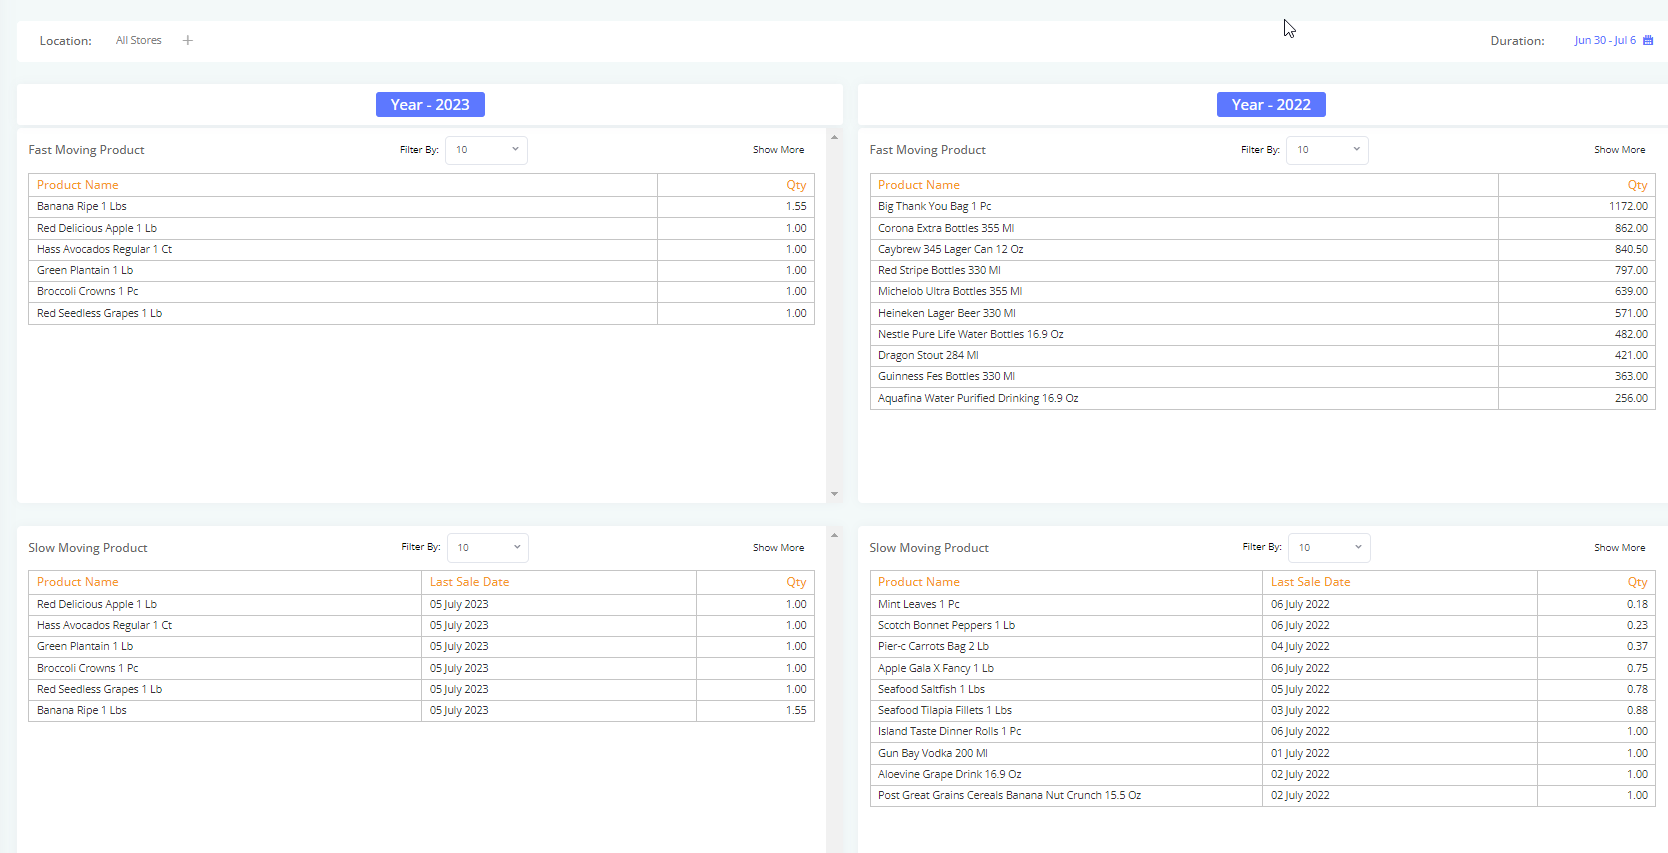 Location: All Stores + Duration: Jun 30 - Jul 6
Year - 2023
Fast Moving Product Filter By: 10 Show More
Product Name Qty
Banana Ripe 1 Lbs 1.55
Red Delicious Apple 1 Lb 1.00
Hass Avocados Regular 1 Ct 1.00
Green Plantain 1 Lb 1.00
Broccoli Crowns 1 Pc 1.00
Red Seedless Grapes 1 Lb 1.00
Year - 2022
Fast Moving Product Filter By: 10 Show More
Product Name Qty
Big Thank You Bag 1 Pc 1172.00
Corona Extra Bottles 355 Ml 862.00
Caybrew 345 Lager Can 12 Oz 840.50
Red Stripe Bottles 330 Ml 797.00
Michelob Ultra Bottles 355 Ml 639.00
Heineken Lager Beer 330 Ml 571.00
Nestle Pure Life Water Bottles 16.9 Oz 482.00
Dragon Stout 284 Ml 421.00
Guinness Fes Bottles 330 Ml 363.00
Aquafina Water Purified Drinking 16.9 Oz 256.00
Slow Moving Product Filter By: 10 Show More
Product Name Last Sale Date Qty
Red Delicious Apple 1 Lb 05 July 2023 1.00
Hass Avocados Regular 1 Ct 05 July 2023 1.00
Green Plantain 1 Lb 05 July 2023 1.00
Broccoli Crowns 1 Pc 05 July 2023 1.00
Red Seedless Grapes 1 Lb 05 July 2023 1.00
Banana Ripe 1 Lbs 05 July 2023 1.55
Slow Moving Product Filter By: 10 Show More
Product Name Last Sale Date Qty
Mint Leaves 1 Pc 06 July 2022 0.18
Scotch Bonnet Peppers 1 Lb 06 July 2022 0.23
Pier-c Carrots Bag 2 Lb 04 July 2022 0.37
Apple Gala X Fancy 1 Lb 06 July 2022 0.75
Seafood Saltfish 1 Lbs 05 July 2022 0.78
Seafood Tilapia Fillets 1 Lbs 03 July 2022 0.88
Island Taste Dinner Rolls 1 Pc 06 July 2022 1.00
Gun Bay Vodka 200 Ml 01 July 2022 1.00
Aloevine Grape Drink 16.9 Oz 02 July 2022 1.00
Post Great Grains Cereals Banana Nut Crunch 15.5 Oz 02 July 2022 1.00